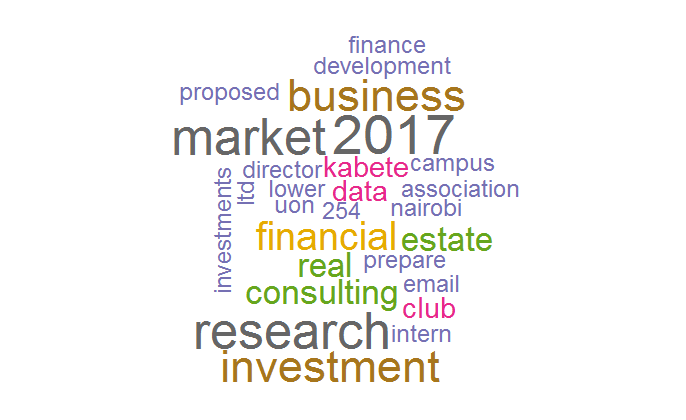 finance
development
proposed business
market 2017
director kabete campus
investments ltd lower data association
uon 254 nairobi
financial estate
real prepare
consulting email
club
research intern
investment